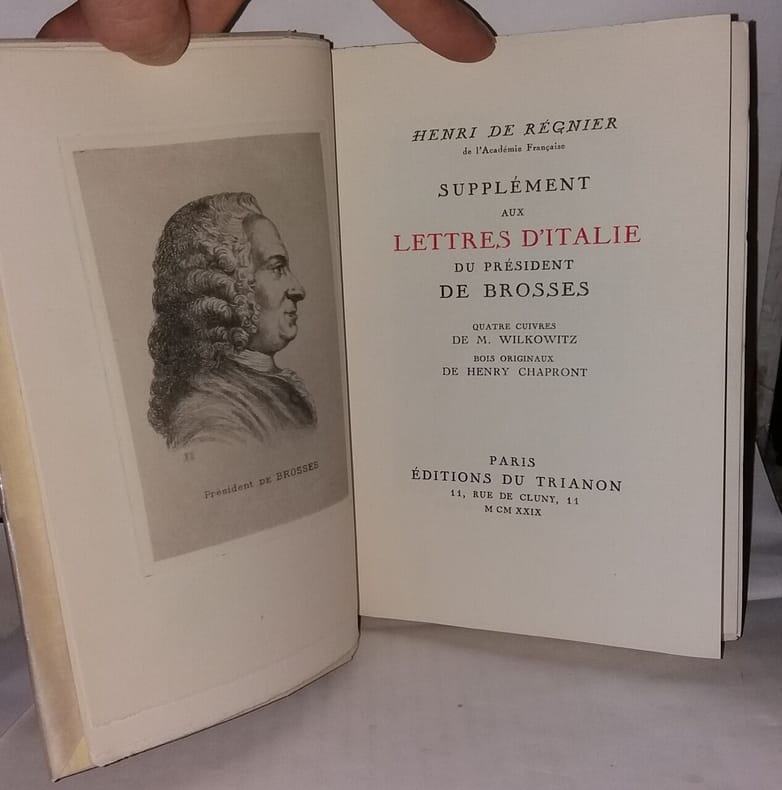 Président DE BROSSES
HENRI DE RÉGNIER
de l'Académie Française
SUPPLÉMENT
AUX
LETTRES D'ITALIE
DU PRÉSIDENT
DE BROSSES
QUATRE CUIVRES
DE M. WILKOWITZ
BOIS ORIGINAUX
DE HENRY CHAPRONT
PARIS
ÉDITIONS DU TRIANON
11, RUE DE CLUNY, 11
M CM XXIX